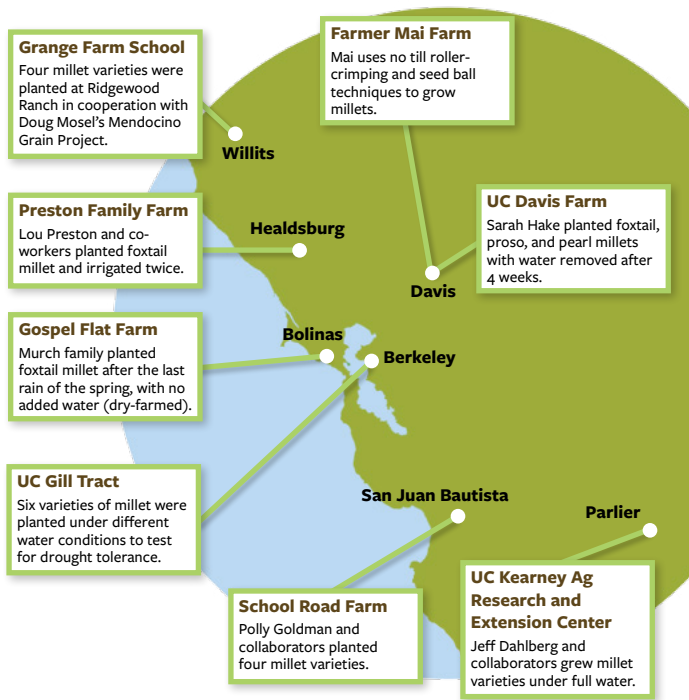 Grange Farm School
Four millet varieties were
planted at Ridgewood
Ranch in cooperation with
Doug Mosel's Mendocino
Grain Project.
Farmer Mai Farm
Mai uses no till roller-
crimping and seed ball
techniques to grow
millets.
Willits
Preston Family Farm
Lou Preston and co-
workers planted foxtail
millet and irrigated twice.
Healdsburg
UC Davis Farm
Sarah Hake planted foxtail,
proso, and pearl millets
with water removed after
4 weeks.
Davis
Gospel Flat Farm
Murch family planted
foxtail millet after the last
rain of the spring, with no
added water (dry-farmed).
Bolinas
Berkeley
UC Gill Tract
Six varieties of millet were
planted under different
water conditions to test
for drought tolerance.
San Juan Bautista
Parlier
School Road Farm
Polly Goldman and
collaborators planted
four millet varieties.
UC Kearney Ag
Research and
Extension Center
Jeff Dahlberg and
collaborators grew millet
varieties under full water.